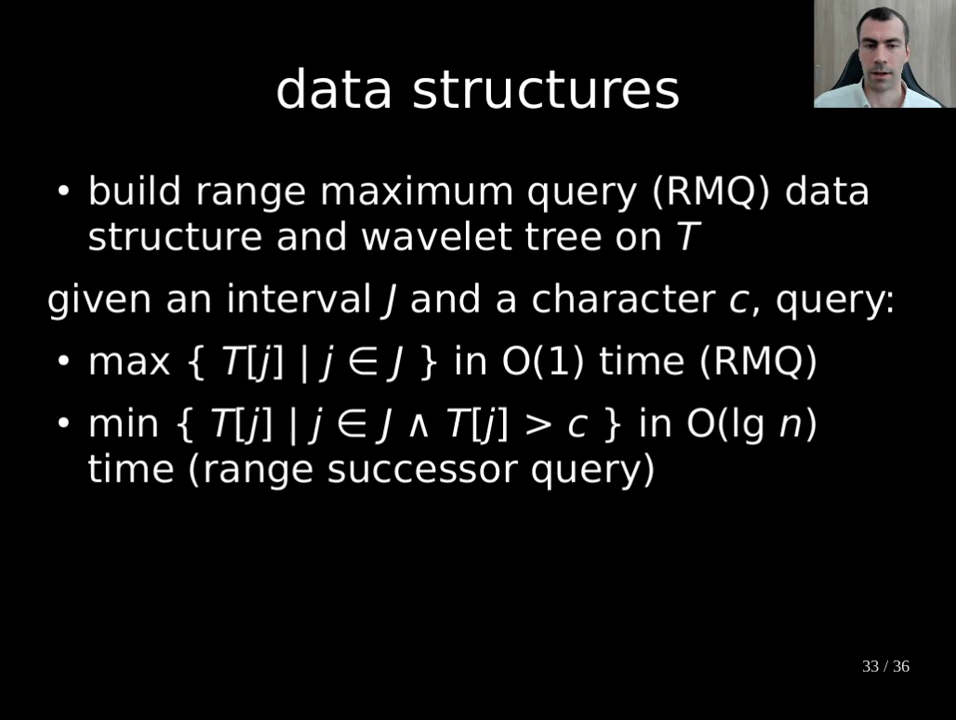 data structures
• build range maximum query (RMQ) data
structure and wavelet tree on T
given an interval J and a character c, query:
• max { T[j] | j ∈ J } in O(1) time (RMQ)
• min { T[j] | j ∈ J ∧ T[j] > c } in O(lg n)
time (range successor query)
33 / 36